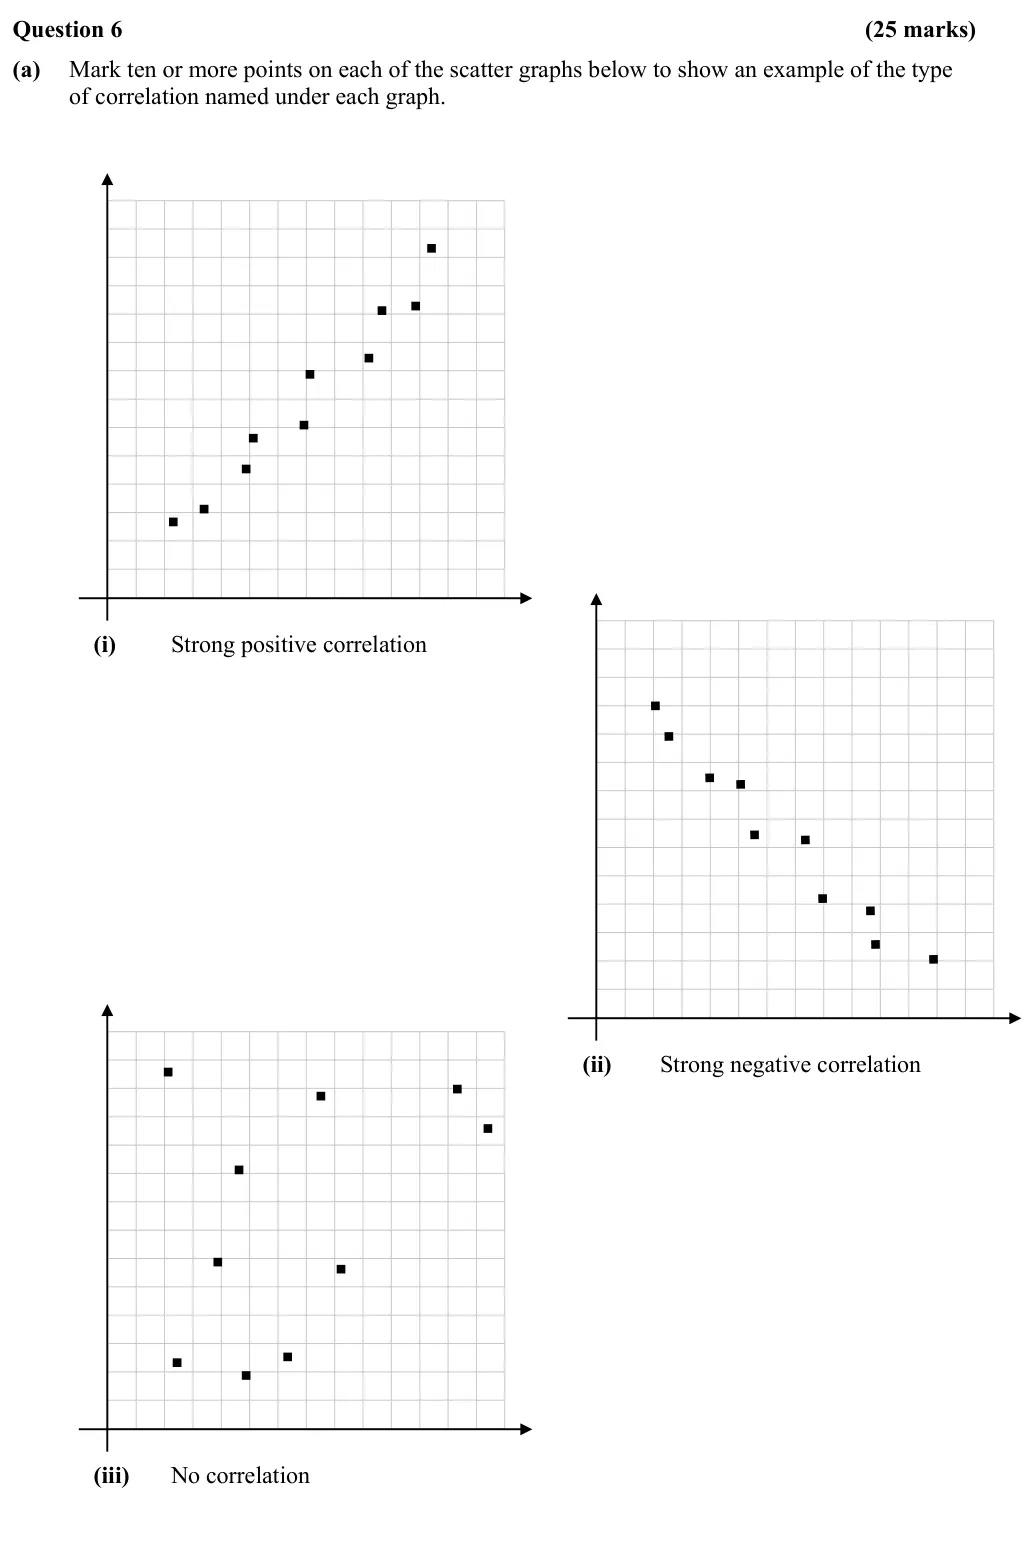 Question 6 (25 marks)
(a) Mark ten or more points on each of the scatter graphs below to show an example of the type
of correlation named under each graph.
(i) Strong positive correlation
(ii) Strong negative correlation
(iii) No correlation